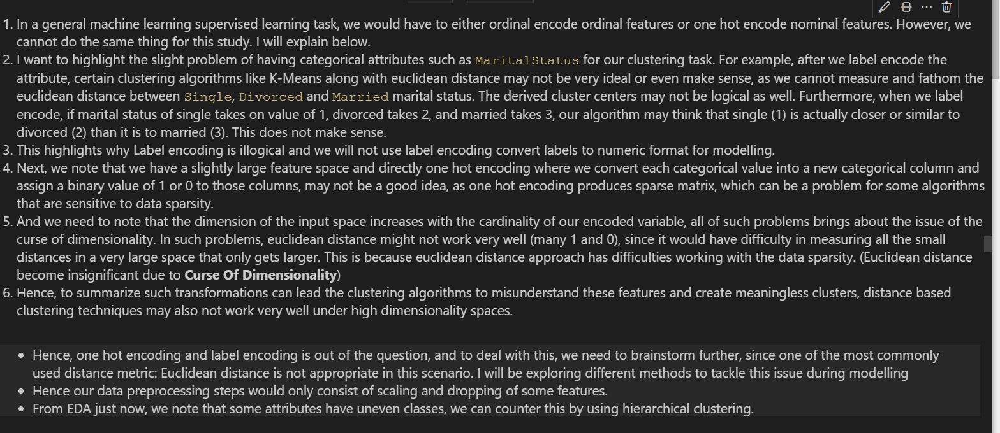 1. In a general machine learning supervised learning task, we would have to either ordinal encode ordinal features or one hot encode nominal features. However, we
cannot do the same thing for this study. I will explain below.
2. I want to highlight the slight problem of having categorical attributes such as MaritalStatus for our clustering task. For example, after we label encode the
attribute, certain clustering algorithms like K-Means along with euclidean distance may not be very ideal or even make sense, as we cannot measure and fathom the
euclidean distance between Single, Divorced and Married marital status. The derived cluster centers may not be logical as well. Furthermore, when we label
encode, if marital status of single takes on value of 1, divorced takes 2, and married takes 3, our algorithm may think that single (1) is actually closer or similar to
divorced (2) than it is to married (3). This does not make sense.
3. This highlights why Label encoding is illogical and we will not use label encoding convert labels to numeric format for modelling.
4. Next, we note that we have a slightly large feature space and directly one hot encoding where we convert each categorical value into a new categorical column and
assign a binary value of 1 or 0 to those columns, may not be a good idea, as one hot encoding produces sparse matrix, which can be a problem for some algorithms
that are sensitive to data sparsity.
5. And we need to note that the dimension of the input space increases with the cardinality of our encoded variable, all of such problems brings about the issue of the
curse of dimensionality. In such problems, euclidean distance might not work very well (many 1 and 0), since it would have difficulty in measuring all the small
distances in a very large space that only gets larger. This is because euclidean distance approach has difficulties working with the data sparsity. (Euclidean distance
become insignificant due to Curse Of Dimensionality)
6. Hence, to summarize such transformations can lead the clustering algorithms to misunderstand these features and create meaningless clusters, distance based
clustering techniques may also not work very well under high dimensionality spaces.
• Hence, one hot encoding and label encoding is out of the question, and to deal with this, we need to brainstorm further, since one of the most commonly
used distance metric: Euclidean distance is not appropriate in this scenario. I will be exploring different methods to tackle this issue during modelling
• Hence our data preprocessing steps would only consist of scaling and dropping of some features.
• From EDA just now, we note that some attributes have uneven classes, we can counter this by using hierarchical clustering.